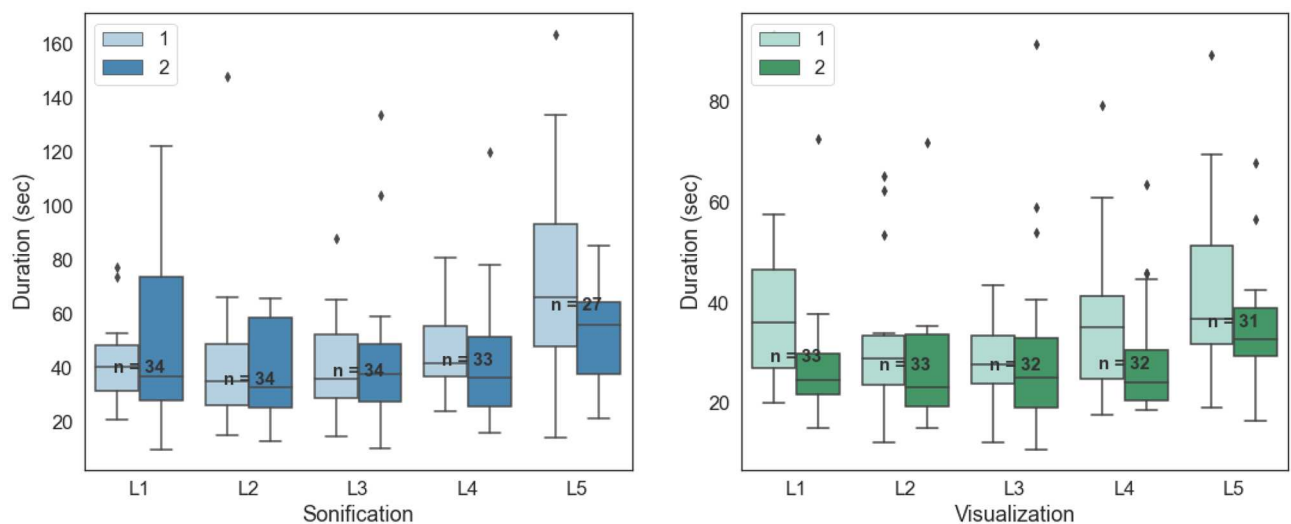 1
2
160
140
120
100
80
60
40
20
Duration (sec)
n = 34
n = 34
n = 34
n = 33
n = 27
L1
L2
L3
L4
L5
Sonification
1
2
80
60
40
20
Duration (sec)
n = 33
n = 33
n = 32
n = 32
n = 31
L1
L2
L3
L4
L5
Visualization